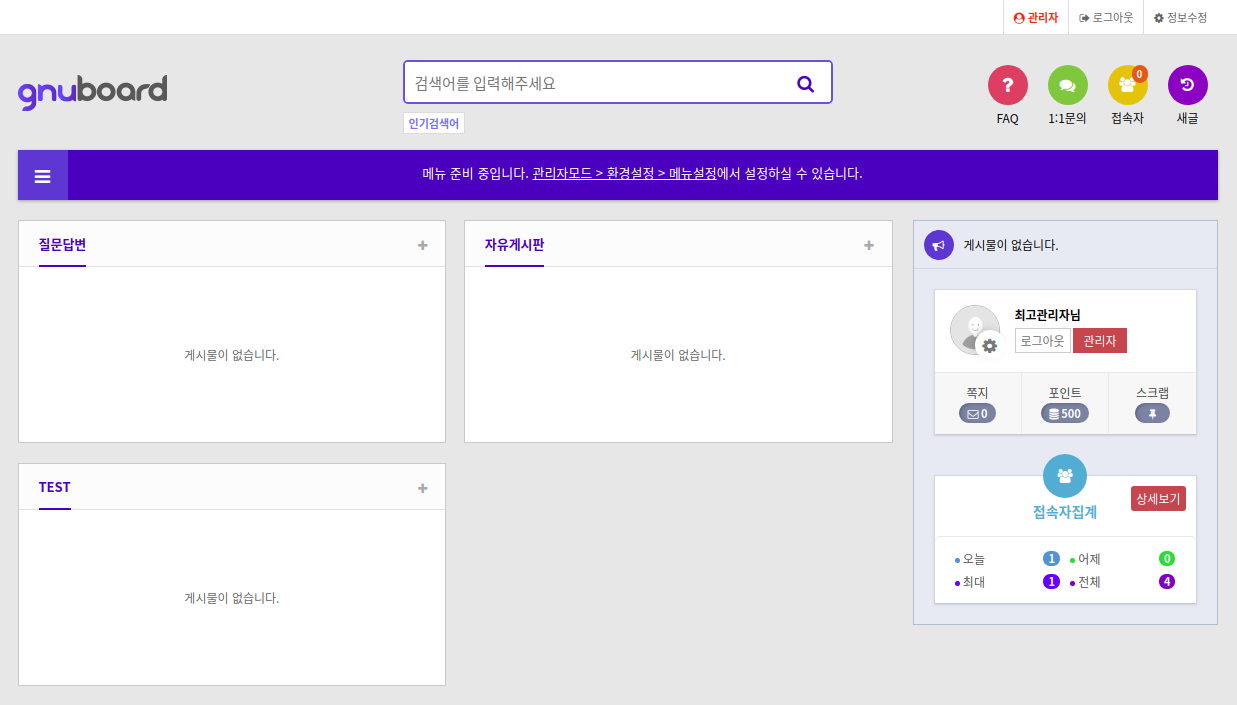 관리자 로그아웃 정보수정
gnuboard
검색어를 입력해주세요
인기검색어
0
FAQ 1:1문의 접속자 새글
메뉴 준비 중입니다. 관리자모드 > 환경설정 > 메뉴설정에서 설정하실 수 있습니다.
질문답변
게시물이 없습니다.
자유게시판
게시물이 없습니다.
TEST
게시물이 없습니다.
게시물이 없습니다.
최고관리자님
로그아웃 관리자
쪽지 포인트 스크랩
0 500
상세보기
접속자집계
오늘 1 어제 0
최대 1 전체 4